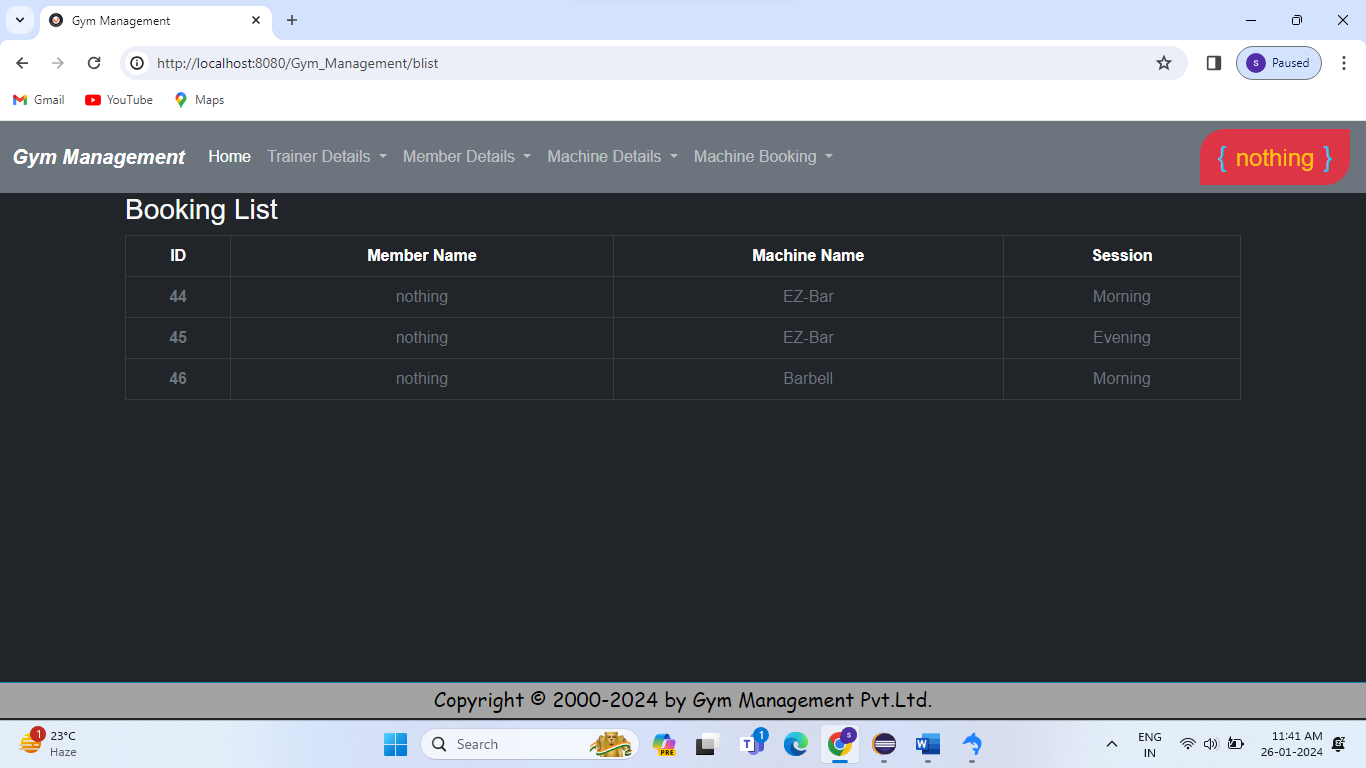 Gym Management
http://localhost:8080/Gym_Management/blist
S Paused
Gmail YouTube Maps
Gym Management Home Trainer Details Member Details Machine Details Machine Booking { nothing }
Booking List
ID Member Name Machine Name Session
44 nothing EZ-Bar Morning
45 nothing EZ-Bar Evening
46 nothing Barbell Morning
Copyright © 2000-2024 by Gym Management Pvt.Ltd.
1 23°C Haze
Search
PRE
T 1
S
W
ENG IN
11:41 AM
26-01-2024